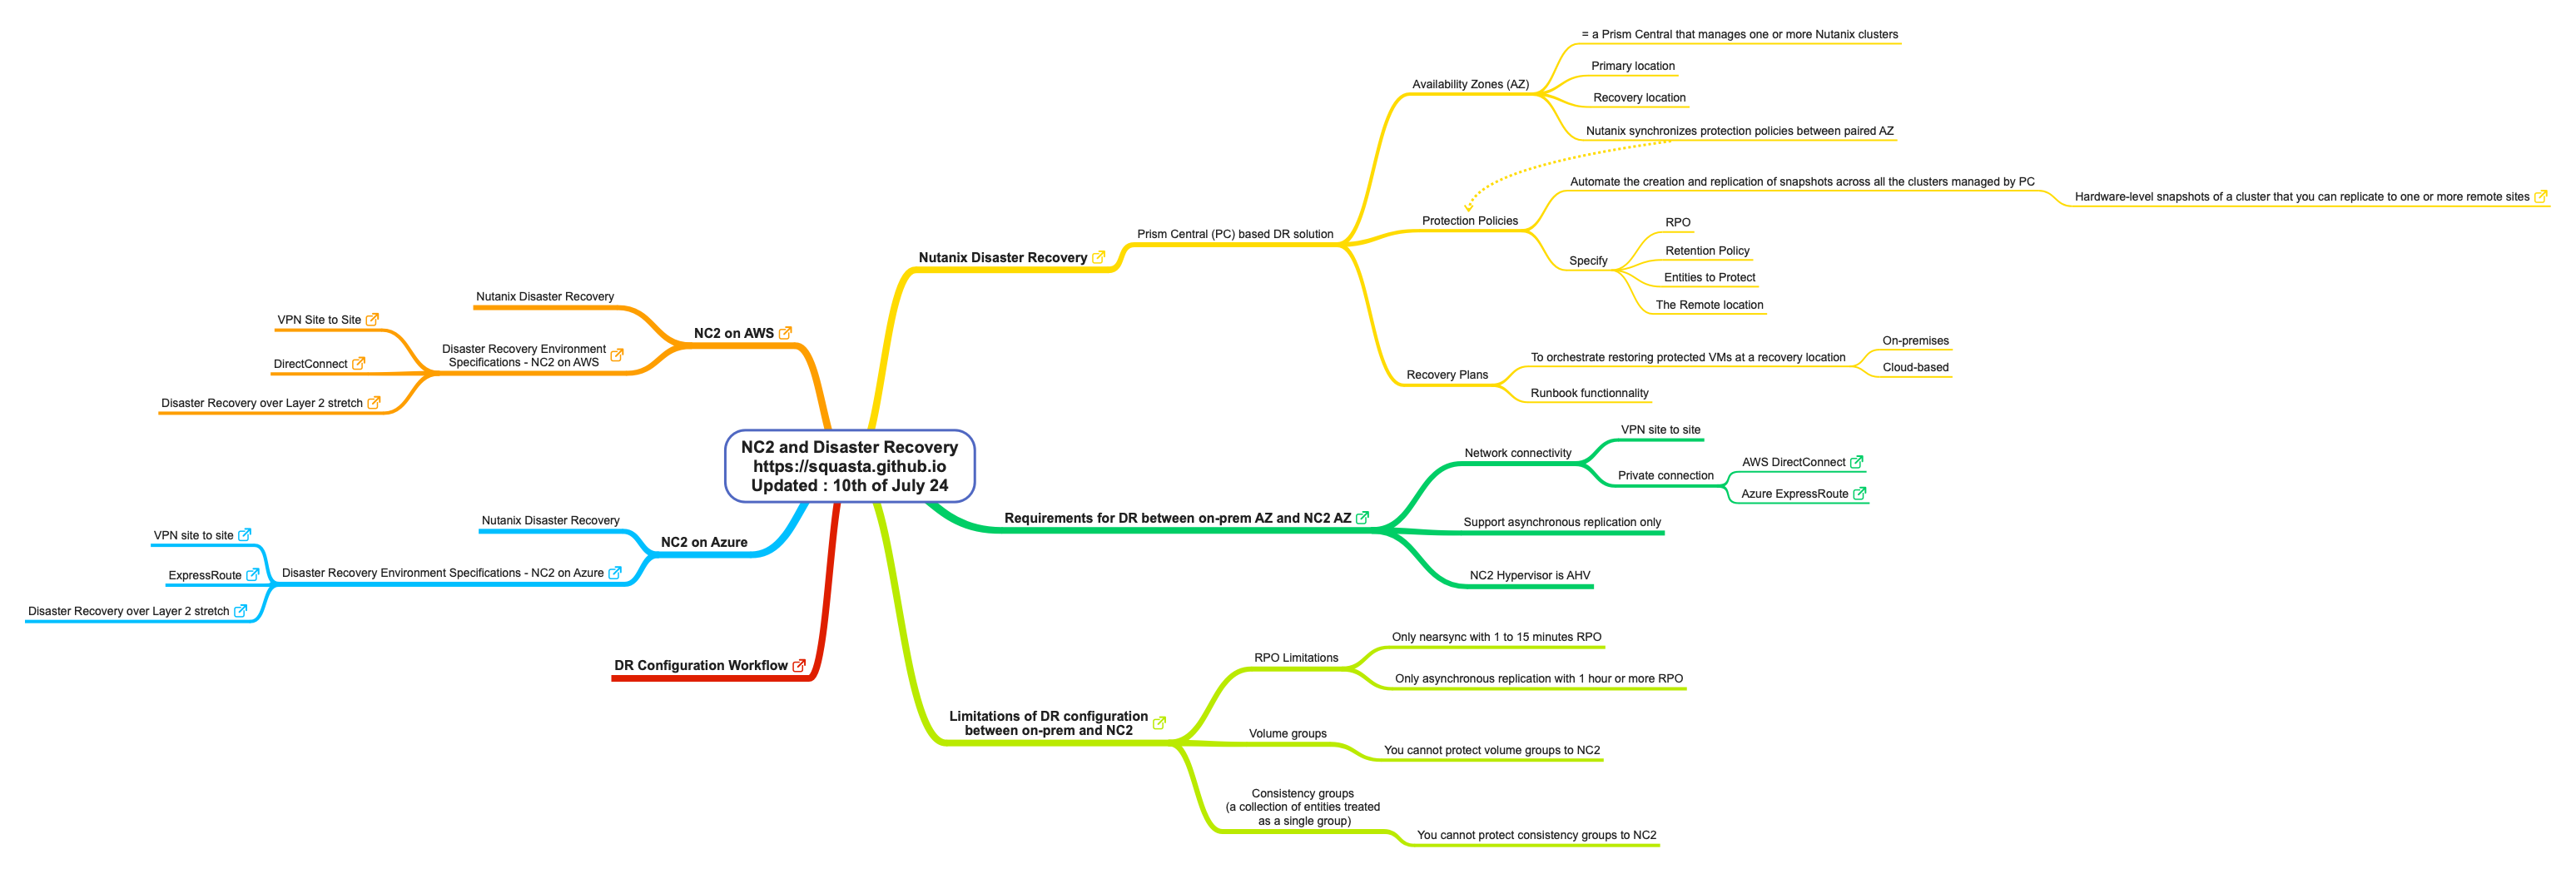 NC2 and Disaster Recovery
https://squasta.github.io
Updated : 10th of July 24
Nutanix Disaster Recovery
Prism Central (PC) based DR solution
Availability Zones (AZ)
= a Prism Central that manages one or more Nutanix clusters
Primary location
Recovery location
Nutanix synchronizes protection policies between paired AZ
Protection Policies
Automate the creation and replication of snapshots across all the clusters managed by PC
Hardware-level snapshots of a cluster that you can replicate to one or more remote sites
Specify
RPO
Retention Policy
Entities to Protect
The Remote location
Recovery Plans
To orchestrate restoring protected VMs at a recovery location
On-premises
Cloud-based
Runbook functionnality
Requirements for DR between on-prem AZ and NC2 AZ
Network connectivity
VPN site to site
Private connection
AWS DirectConnect
Azure ExpressRoute
Support asynchronous replication only
NC2 Hypervisor is AHV
Limitations of DR configuration
between on-prem and NC2
RPO Limitations
Only nearsync with 1 to 15 minutes RPO
Only asynchronous replication with 1 hour or more RPO
Volume groups
You cannot protect volume groups to NC2
Consistency groups
(a collection of entities treated
as a single group)
You cannot protect consistency groups to NC2
NC2 on AWS
Nutanix Disaster Recovery
Disaster Recovery Environment
Specifications - NC2 on AWS
VPN Site to Site
DirectConnect
Disaster Recovery over Layer 2 stretch
NC2 on Azure
Nutanix Disaster Recovery
Disaster Recovery Environment Specifications - NC2 on Azure
VPN site to site
ExpressRoute
Disaster Recovery over Layer 2 stretch
DR Configuration Workflow